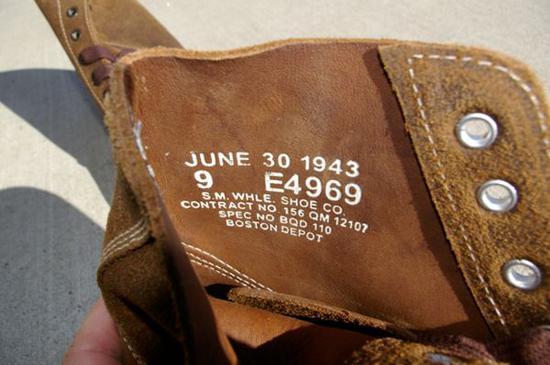 JUNE 30 1943
9 E4969
S.M. WHLE. SHOE CO.
CONTRACT NO 156 QM 12107
SPEC NO BQD 110
BOSTON DEPOT